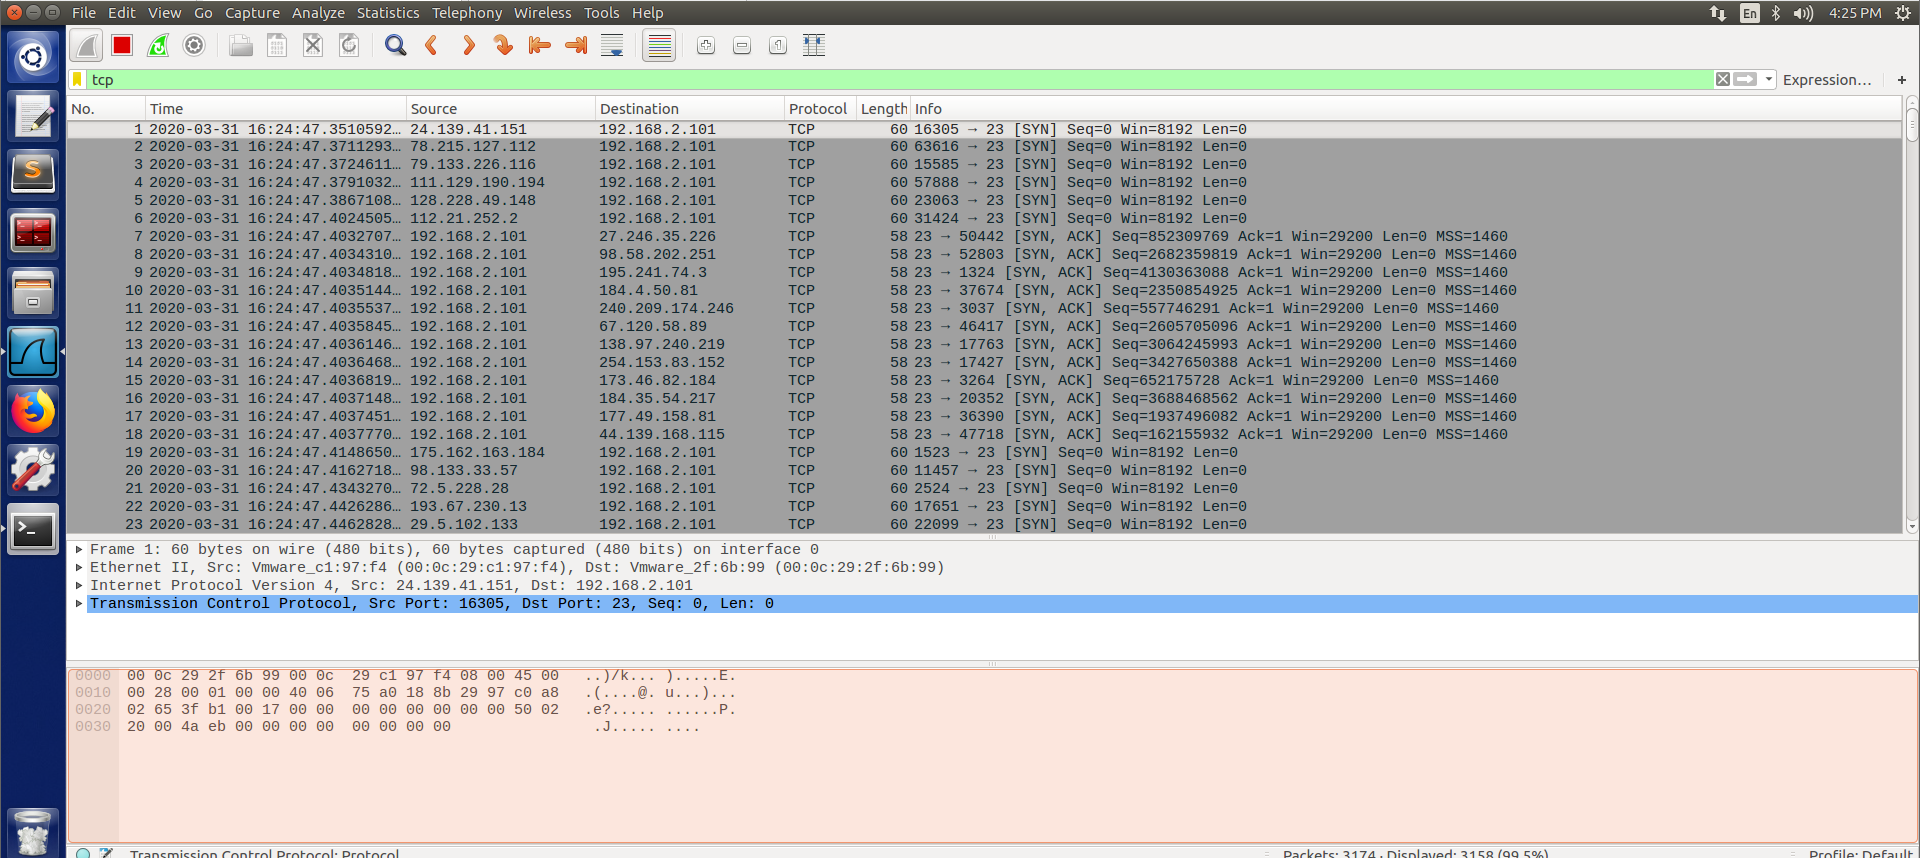 File Edit View Go Capture Analyze Statistics Telephony Wireless Tools Help En 4:25 PM
tcp Expression… +
No. Time Source Destination Protocol Length Info
1 2020-03-31 16:24:47.3510592… 24.139.41.151 192.168.2.101 TCP 60 16305 → 23 [SYN] Seq=0 Win=8192 Len=0
2 2020-03-31 16:24:47.3711293… 78.215.127.112 192.168.2.101 TCP 60 63616 → 23 [SYN] Seq=0 Win=8192 Len=0
3 2020-03-31 16:24:47.3724611… 79.133.226.116 192.168.2.101 TCP 60 15585 → 23 [SYN] Seq=0 Win=8192 Len=0
4 2020-03-31 16:24:47.3791032… 111.129.190.194 192.168.2.101 TCP 60 57888 → 23 [SYN] Seq=0 Win=8192 Len=0
5 2020-03-31 16:24:47.3867108… 128.228.49.148 192.168.2.101 TCP 60 23063 → 23 [SYN] Seq=0 Win=8192 Len=0
6 2020-03-31 16:24:47.4024505… 112.21.252.2 192.168.2.101 TCP 60 31424 → 23 [SYN] Seq=0 Win=8192 Len=0
7 2020-03-31 16:24:47.4032707… 192.168.2.101 27.246.35.226 TCP 58 23 → 50442 [SYN, ACK] Seq=852309769 Ack=1 Win=29200 Len=0 MSS=1460
8 2020-03-31 16:24:47.4034310… 192.168.2.101 98.58.202.251 TCP 58 23 → 52803 [SYN, ACK] Seq=2682359819 Ack=1 Win=29200 Len=0 MSS=1460
9 2020-03-31 16:24:47.4034818… 192.168.2.101 195.241.74.3 TCP 58 23 → 1324 [SYN, ACK] Seq=4130363088 Ack=1 Win=29200 Len=0 MSS=1460
10 2020-03-31 16:24:47.4035144… 192.168.2.101 184.4.50.81 TCP 58 23 → 37674 [SYN, ACK] Seq=2350854925 Ack=1 Win=29200 Len=0 MSS=1460
11 2020-03-31 16:24:47.4035537… 192.168.2.101 240.209.174.246 TCP 58 23 → 3037 [SYN, ACK] Seq=557746291 Ack=1 Win=29200 Len=0 MSS=1460
12 2020-03-31 16:24:47.4035845… 192.168.2.101 67.120.58.89 TCP 58 23 → 46417 [SYN, ACK] Seq=2605705096 Ack=1 Win=29200 Len=0 MSS=1460
13 2020-03-31 16:24:47.4036146… 192.168.2.101 138.97.240.219 TCP 58 23 → 17763 [SYN, ACK] Seq=3064245993 Ack=1 Win=29200 Len=0 MSS=1460
14 2020-03-31 16:24:47.4036468… 192.168.2.101 254.153.83.152 TCP 58 23 → 17427 [SYN, ACK] Seq=3427650388 Ack=1 Win=29200 Len=0 MSS=1460
15 2020-03-31 16:24:47.4036819… 192.168.2.101 173.46.82.184 TCP 58 23 → 3264 [SYN, ACK] Seq=652175728 Ack=1 Win=29200 Len=0 MSS=1460
16 2020-03-31 16:24:47.4037148… 192.168.2.101 184.35.54.217 TCP 58 23 → 20352 [SYN, ACK] Seq=3688468562 Ack=1 Win=29200 Len=0 MSS=1460
17 2020-03-31 16:24:47.4037451… 192.168.2.101 177.49.158.81 TCP 58 23 → 36390 [SYN, ACK] Seq=1937496082 Ack=1 Win=29200 Len=0 MSS=1460
18 2020-03-31 16:24:47.4037770… 192.168.2.101 44.139.168.115 TCP 58 23 → 47718 [SYN, ACK] Seq=162155932 Ack=1 Win=29200 Len=0 MSS=1460
19 2020-03-31 16:24:47.4148650… 175.162.163.184 192.168.2.101 TCP 60 1523 → 23 [SYN] Seq=0 Win=8192 Len=0
20 2020-03-31 16:24:47.4162718… 98.133.33.57 192.168.2.101 TCP 60 11457 → 23 [SYN] Seq=0 Win=8192 Len=0
21 2020-03-31 16:24:47.4343270… 72.5.228.28 192.168.2.101 TCP 60 2524 → 23 [SYN] Seq=0 Win=8192 Len=0
22 2020-03-31 16:24:47.4426286… 193.67.230.13 192.168.2.101 TCP 60 17651 → 23 [SYN] Seq=0 Win=8192 Len=0
23 2020-03-31 16:24:47.4462828… 29.5.102.133 192.168.2.101 TCP 60 22099 → 23 [SYN] Seq=0 Win=8192 Len=0
Frame 1: 60 bytes on wire (480 bits), 60 bytes captured (480 bits) on interface 0
Ethernet II, Src: Vmware_c1:97:f4 (00:0c:29:c1:97:f4), Dst: Vmware_2f:6b:99 (00:0c:29:2f:6b:99)
Internet Protocol Version 4, Src: 24.139.41.151, Dst: 192.168.2.101
Transmission Control Protocol, Src Port: 16305, Dst Port: 23, Seq: 0, Len: 0
0000 00 0c 29 2f 6b 99 00 0c 29 c1 97 f4 08 00 45 00 ..)/k... ).....E.
0010 00 28 00 01 00 00 40 06 75 a0 18 8b 29 97 c0 a8 .(....@. u...)...
0020 02 65 3f b1 00 17 00 00 00 00 00 00 00 00 50 02 .e?..... ......P.
0030 20 00 4a eb 00 00 00 00 00 00 00 00 .J..... ....
Transmission Control Protocol: Protocol Packets: 3174 · Displayed: 3158 (99.5%) Profile: Default